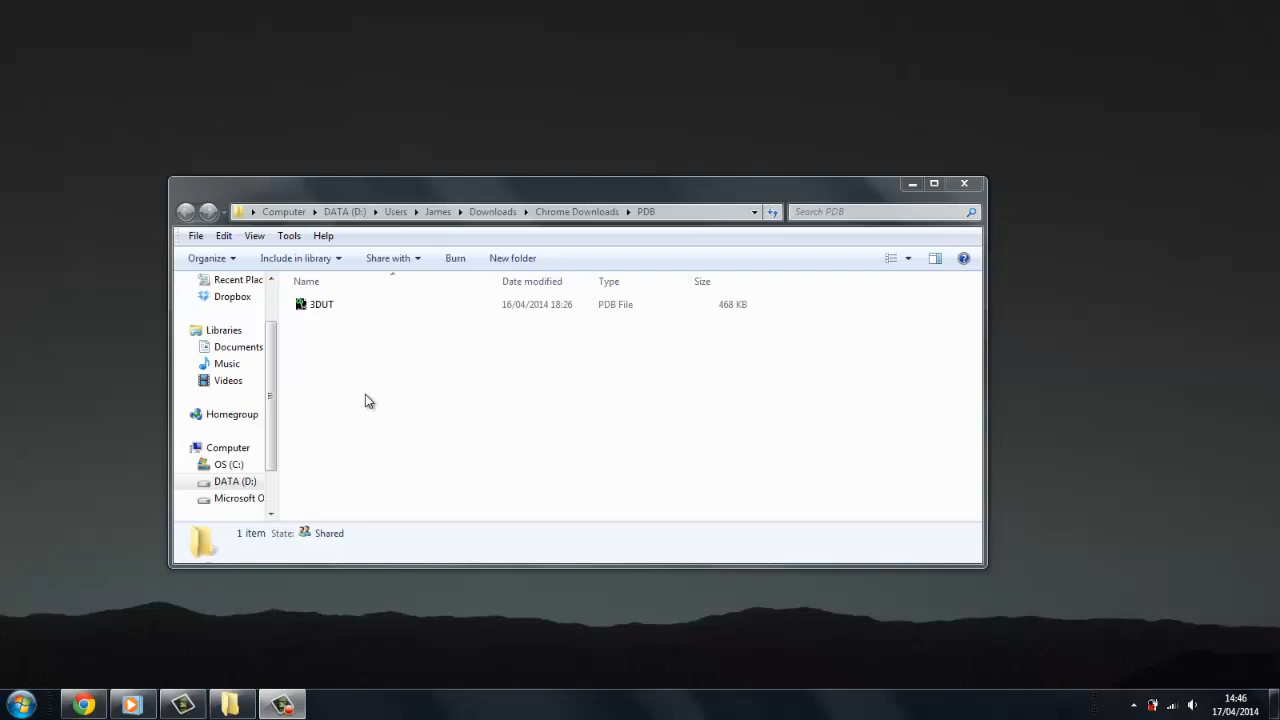 Computer DATA (D:) Users James Downloads Chrome Downloads PDB Search PDB
File Edit View Tools Help
Organize Include in library Share with Burn New folder
Name Date modified Type Size
3DUT 16/04/2014 18:26 PDB File 468 KB
Recent Plac
Dropbox
Libraries
Documents
Music
Videos
Homegroup
Computer
OS (C:)
DATA (D:)
Microsoft O
1 item State: Shared
14:46
17/04/2014